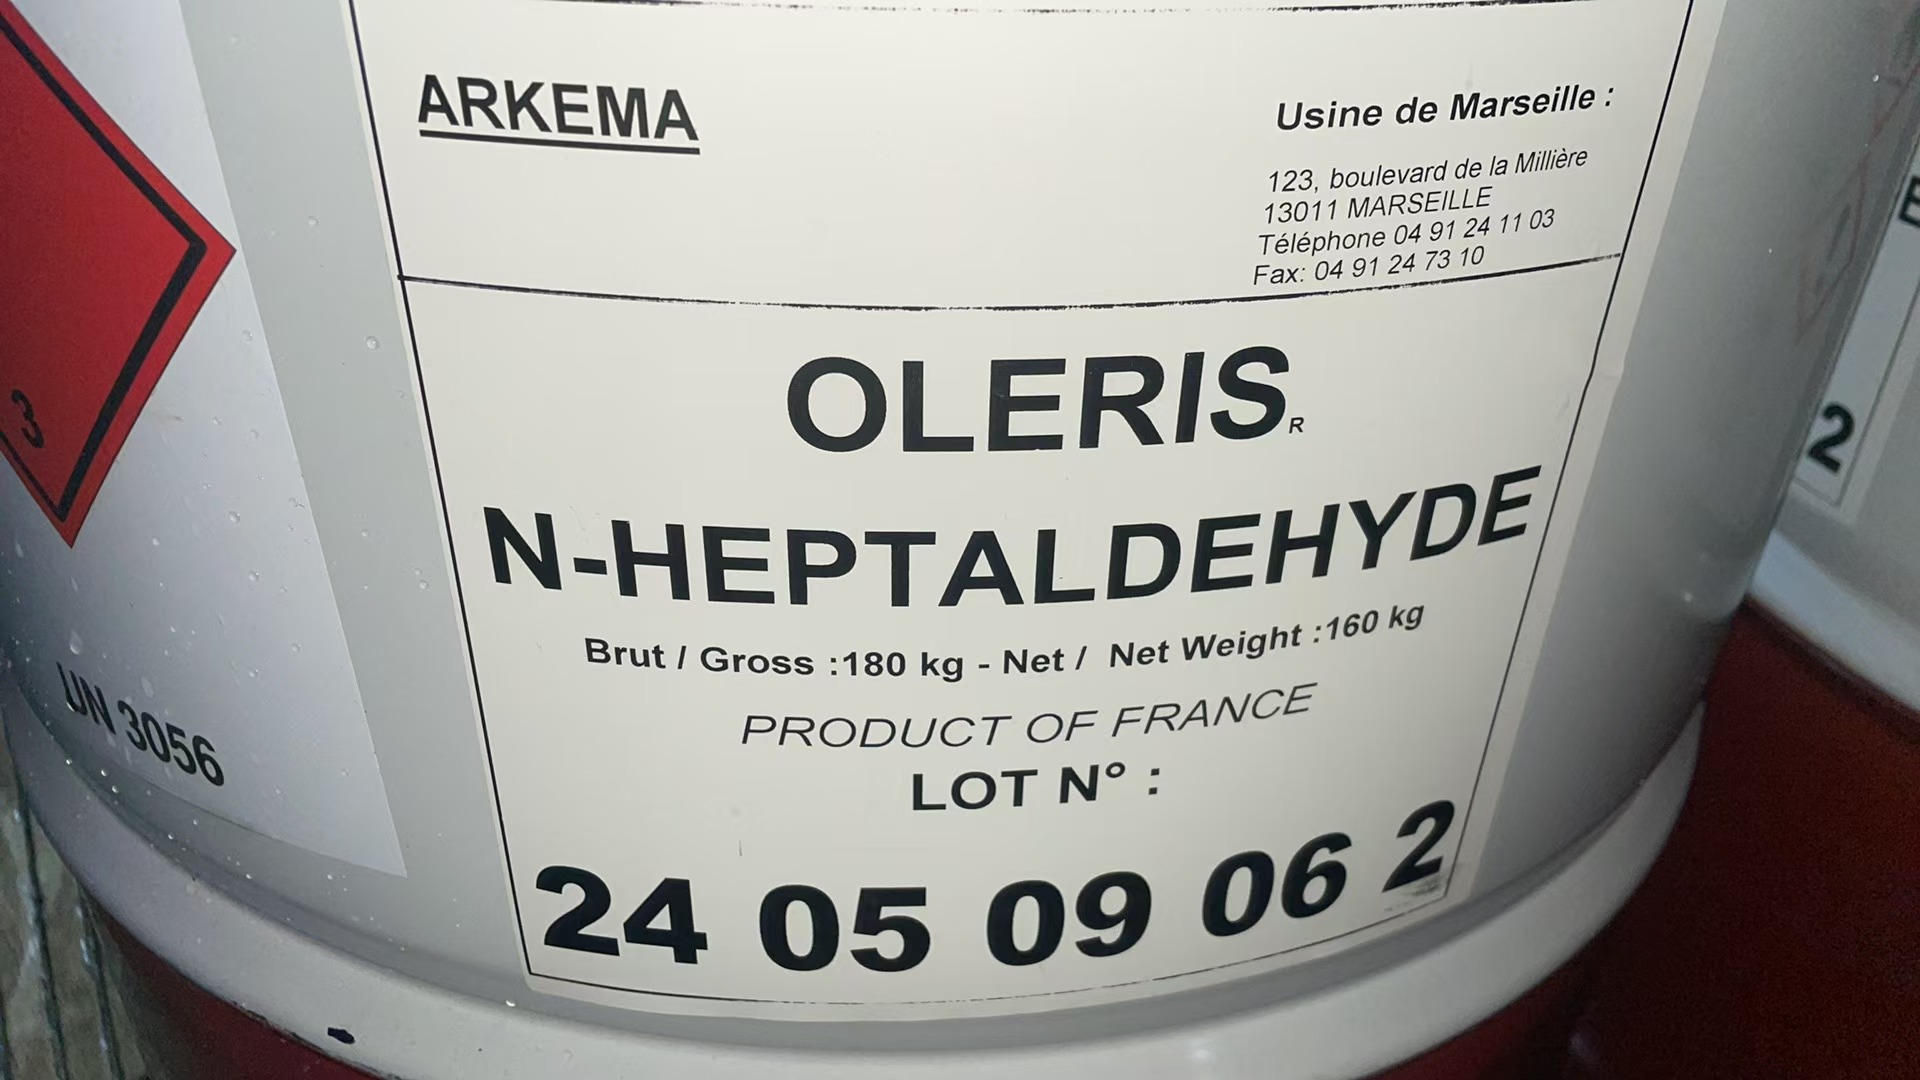 ARKEMA
Usine de Marseille :
123, boulevard de la Millière
13011 MARSEILLE
Téléphone 04 91 24 11 03
Fax: 04 91 24 73 10
OLERIS R
N-HEPTALDEHYDE
Brut / Gross :180 kg - Net / Net Weight :160 kg
PRODUCT OF FRANCE
LOT N° :
24 05 09 06 2
3
UN 3056
2